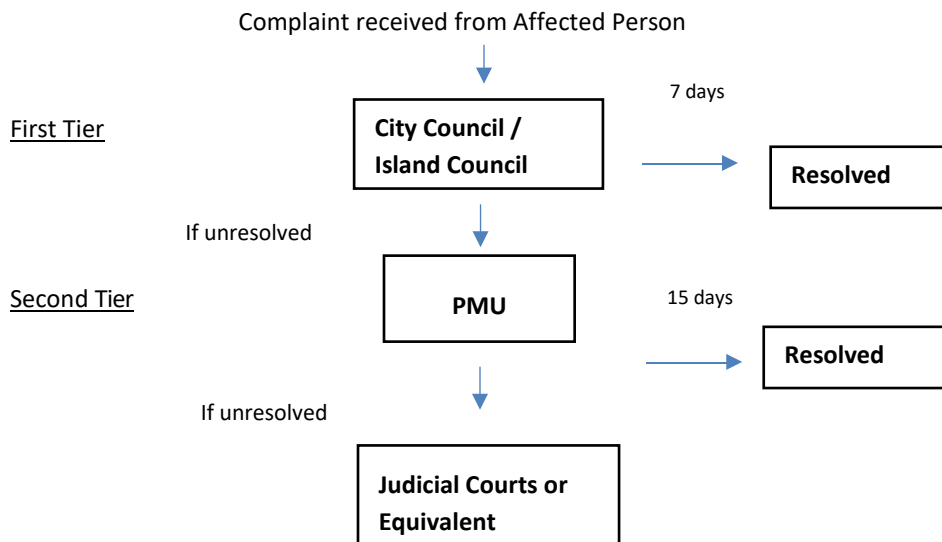 Complaint received from Affected Person
7 days
First Tier
City Council /
Island Council
Resolved
If unresolved
Second Tier
PMU
15 days
Resolved
If unresolved
Judicial Courts or
Equivalent